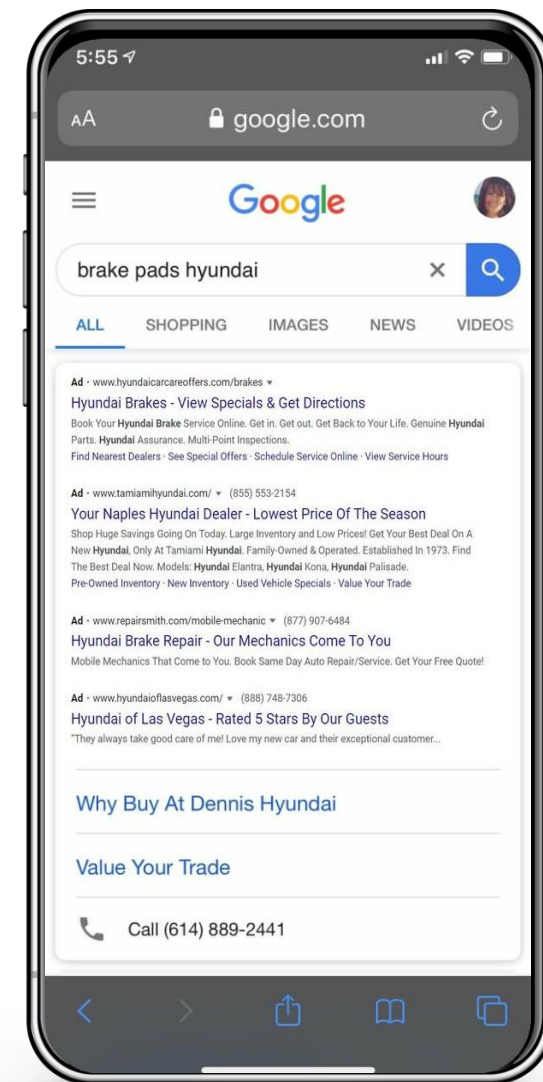 5:55
AA google.com
Google
brake pads hyundai
ALL SHOPPING IMAGES NEWS VIDEOS
Ad · www.hyundaicarcareoffers.com/brakes
Hyundai Brakes - View Specials & Get Directions
Book Your Hyundai Brake Service Online. Get in. Get out. Get Back to Your Life. Genuine Hyundai
Parts. Hyundai Assurance. Multi-Point Inspections.
Find Nearest Dealers · See Special Offers · Schedule Service Online · View Service Hours
Ad · www.tamiamihyundai.com/ (855) 553-2154
Your Naples Hyundai Dealer - Lowest Price Of The Season
Shop Huge Savings Going On Today. Large Inventory and Low Prices! Get Your Best Deal On A
New Hyundai, Only At Tamiami Hyundai. Family-Owned & Operated. Established In 1973. Find
The Best Deal Now. Models: Hyundai Elantra, Hyundai Kona, Hyundai Palisade.
Pre-Owned Inventory · New Inventory · Used Vehicle Specials · Value Your Trade
Ad · www.repairsmith.com/mobile-mechanic (877) 907-6484
Hyundai Brake Repair - Our Mechanics Come To You
Mobile Mechanics That Come to You. Book Same Day Auto Repair/Service. Get Your Free Quote!
Ad · www.hyundaioflasvegas.com/ (888) 748-7306
Hyundai of Las Vegas - Rated 5 Stars By Our Guests
"They always take good care of me! Love my new car and their exceptional customer...
Why Buy At Dennis Hyundai
Value Your Trade
Call (614) 889-2441